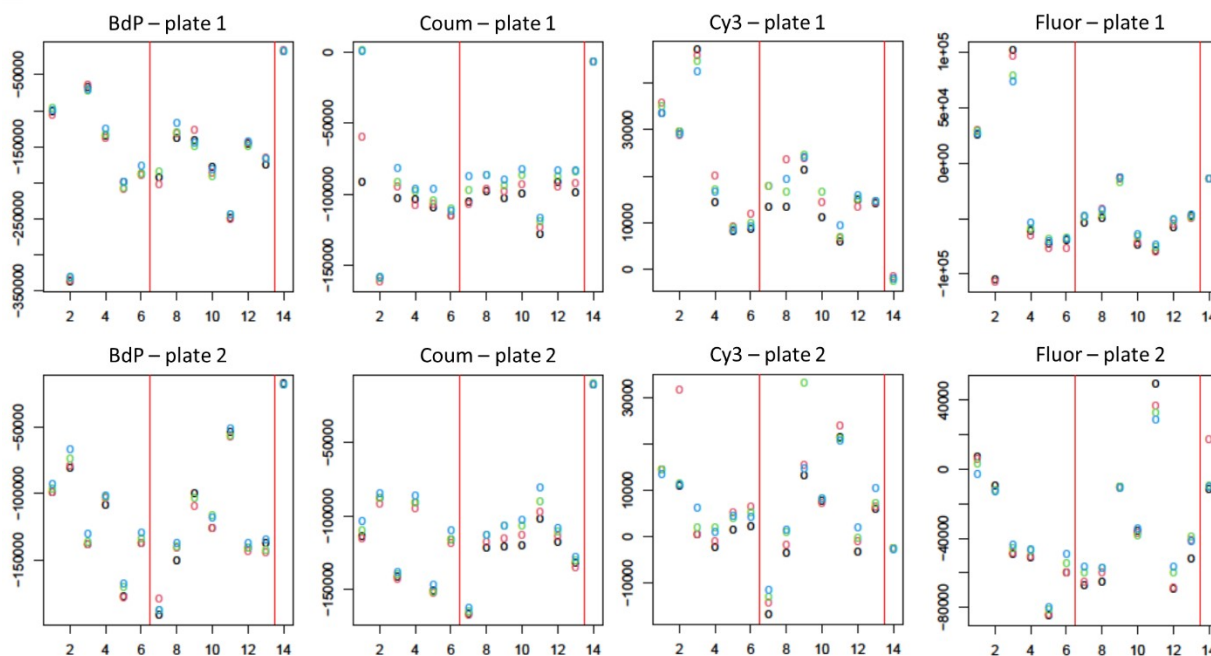 BdP – plate 1
-50000
-150000
-250000
-350000
2 4 6 8 10 12 14
Coum – plate 1
0
-50000
-100000
-150000
2 4 6 8 10 12 14
Cy3 – plate 1
30000
10000
0
2 4 6 8 10 12 14
Fluor – plate 1
1e+05
5e+04
0e+00
-1e+05
2 4 6 8 10 12 14
BdP – plate 2
-50000
-100000
-150000
2 4 6 8 10 12 14
Coum – plate 2
-50000
-100000
-150000
2 4 6 8 10 12 14
Cy3 – plate 2
30000
10000
0
-10000
2 4 6 8 10 12 14
Fluor – plate 2
40000
0
-40000
-80000
2 4 6 8 10 12 14